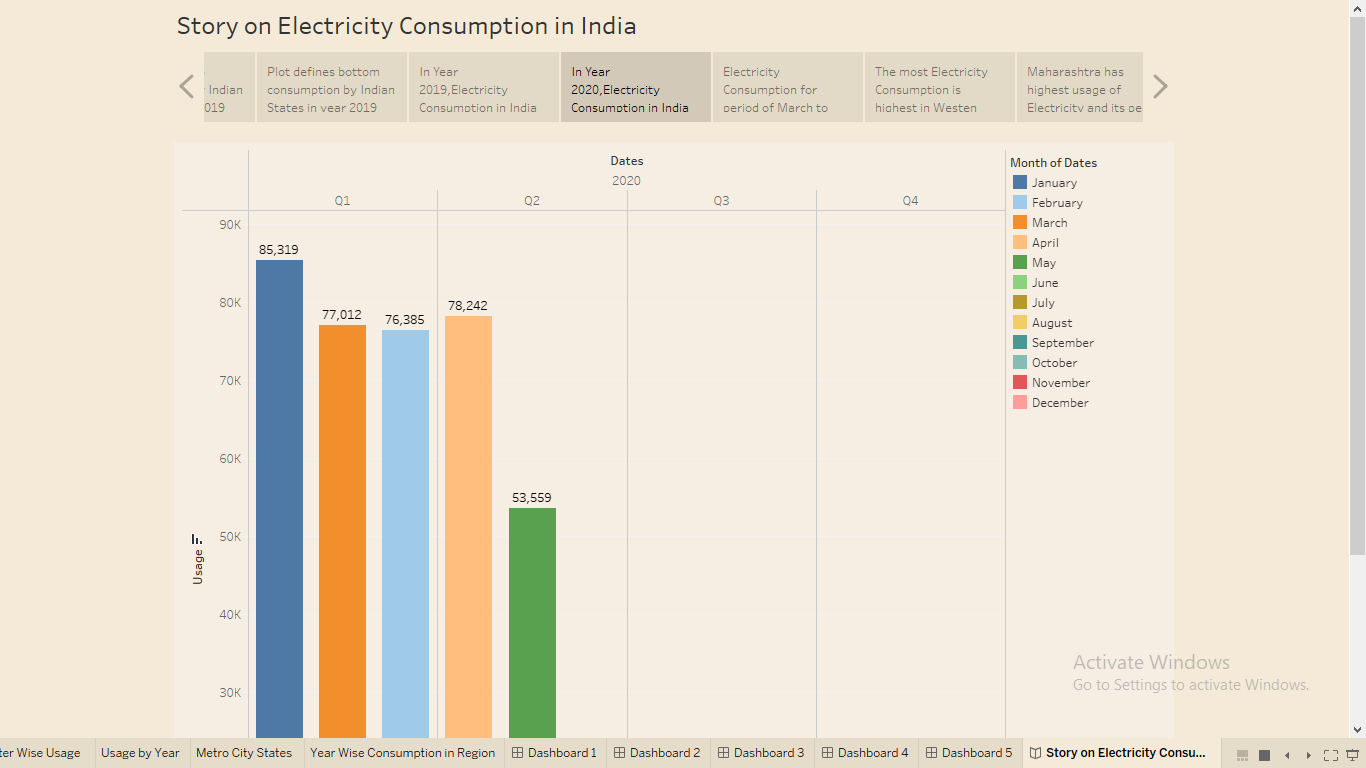 Story on Electricity Consumption in India
Indian
019
Plot defines bottom
consumption by Indian
States in year 2019
In Year
2019,Electricity
Consumption in India
In Year
2020,Electricity
Consumption in India
Electricity
Consumption for
period of March to
The most Electricity
Consumption is
highest in Westen
Maharashtra has
highest usage of
Electricity and its pe
Dates
2020
Q1 Q2 Q3 Q4
90K
80K
70K
60K
50K
40K
30K
Usage
85,319
77,012
76,385
78,242
53,559
Month of Dates
January
February
March
April
May
June
July
August
September
October
November
December
Activate Windows
Go to Settings to activate Windows.
ter Wise Usage Usage by Year Metro City States Year Wise Consumption in Region Dashboard 1 Dashboard 2 Dashboard 3 Dashboard 4 Dashboard 5 Story on Electricity Consu...